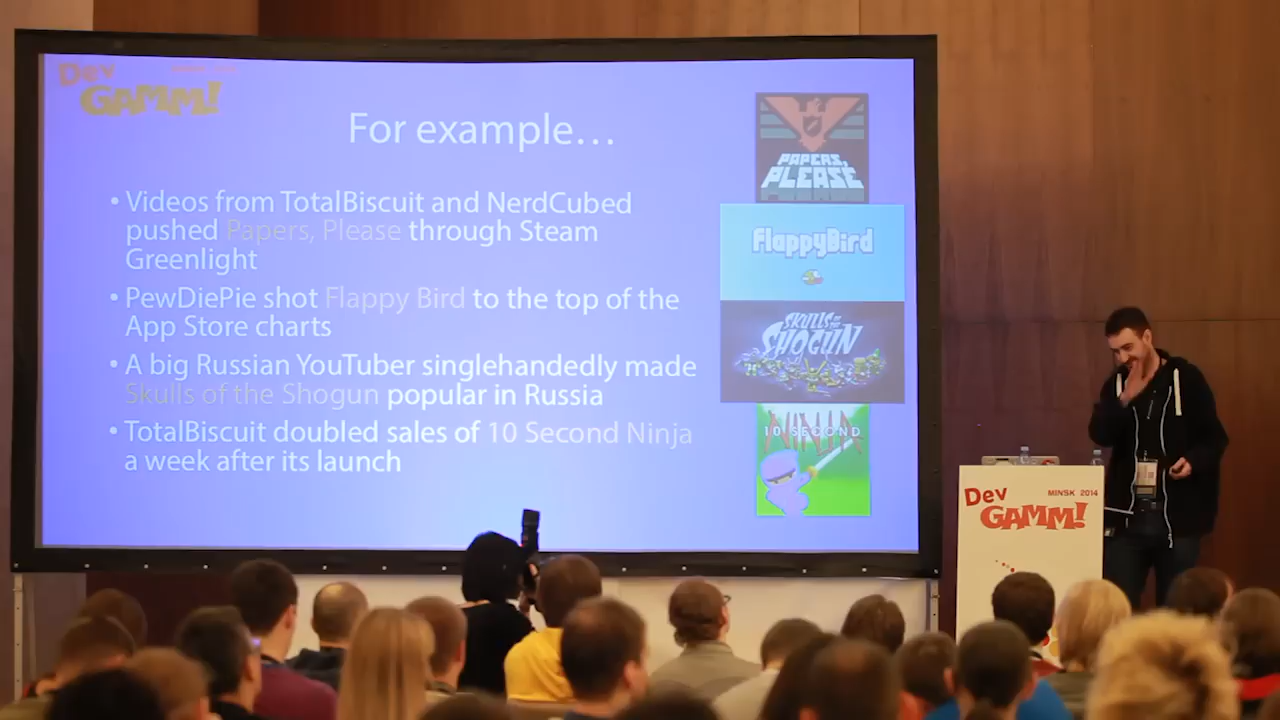 Dev
GAMM!
For example…
• Videos from TotalBiscuit and NerdCubed
pushed Papers, Please through Steam
Greenlight
• PewDiePie shot Flappy Bird to the top of the
App Store charts
• A big Russian YouTuber singlehandedly made
Skulls of the Shogun popular in Russia
• TotalBiscuit doubled sales of 10 Second Ninja
a week after its launch
PAPERS,
PLEASE
FlappyBird
SKULLS OF THE
SHOGUN
NINJA
10 SECOND
Dev MINSK 2014
GAMM!